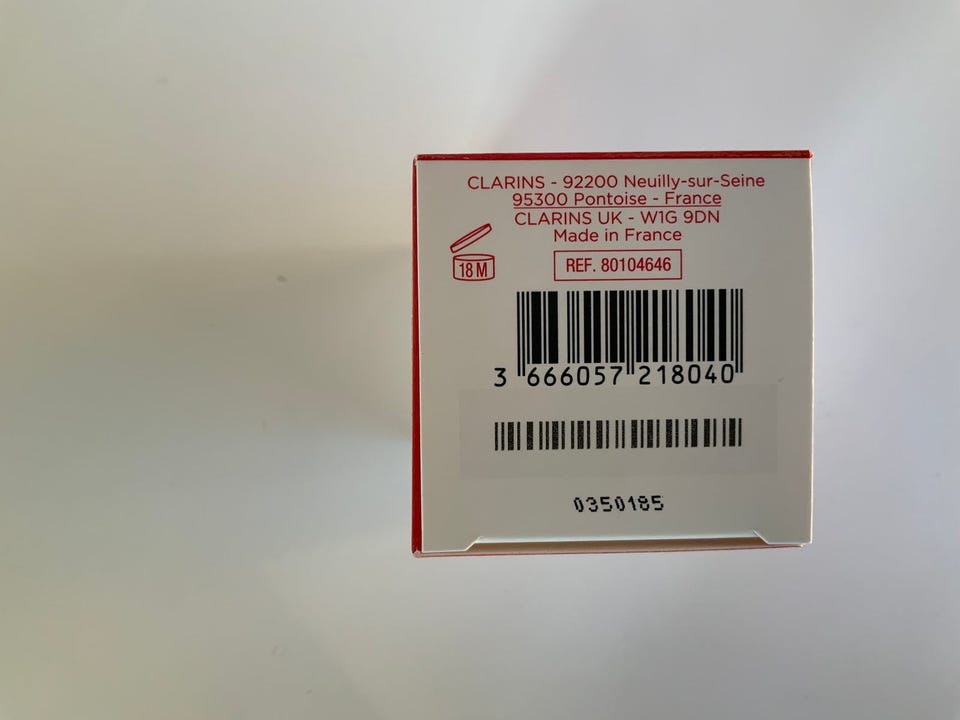 CLARINS - 92200 Neuilly-sur-Seine
95300 Pontoise - France
CLARINS UK - W1G 9DN
Made in France
18 M
REF. 80104646
3 666057 218040
0350185